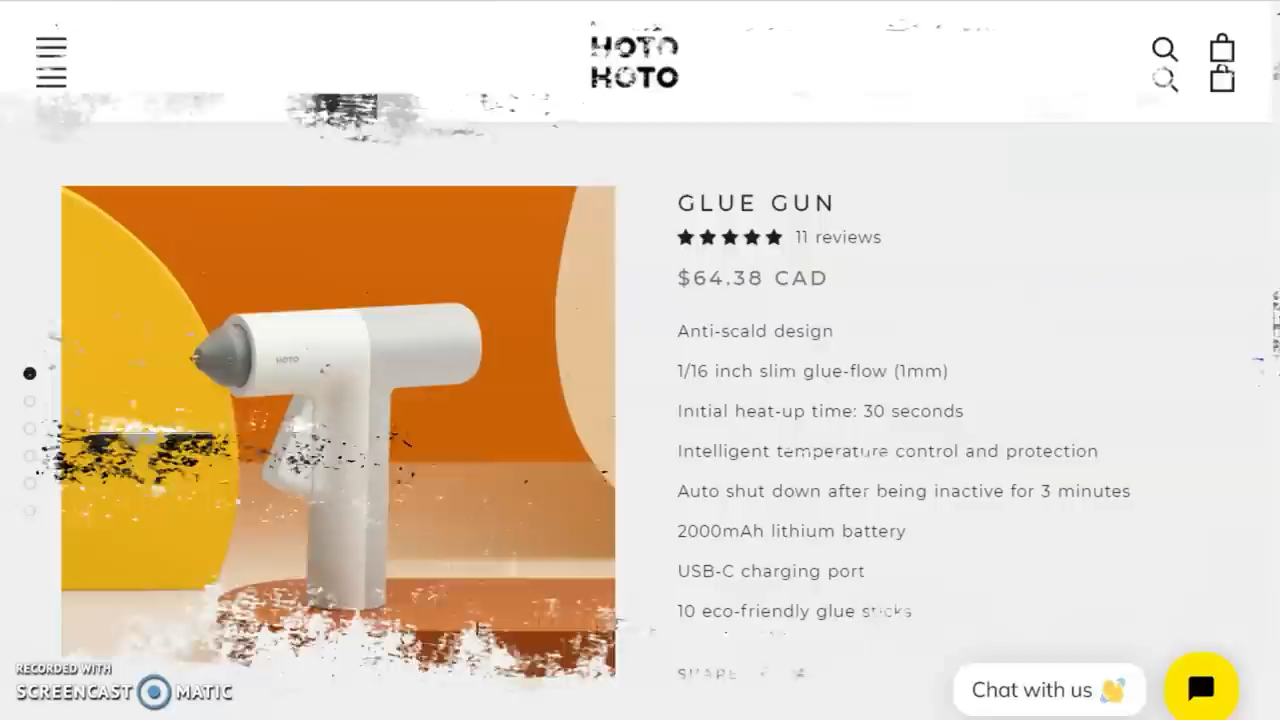 HOTO
HOTO
GLUE GUN
11 reviews
$64.38 CAD
HOTO
Anti-scald design
1/16 inch slim glue-flow (1mm)
Initial heat-up time: 30 seconds
Intelligent temperature control and protection
Auto shut down after being inactive for 3 minutes
2000mAh lithium battery
USB-C charging port
10 eco-friendly glue sticks
RECORDED WITH
SCREENCAST MATIC
Chat with us 👋